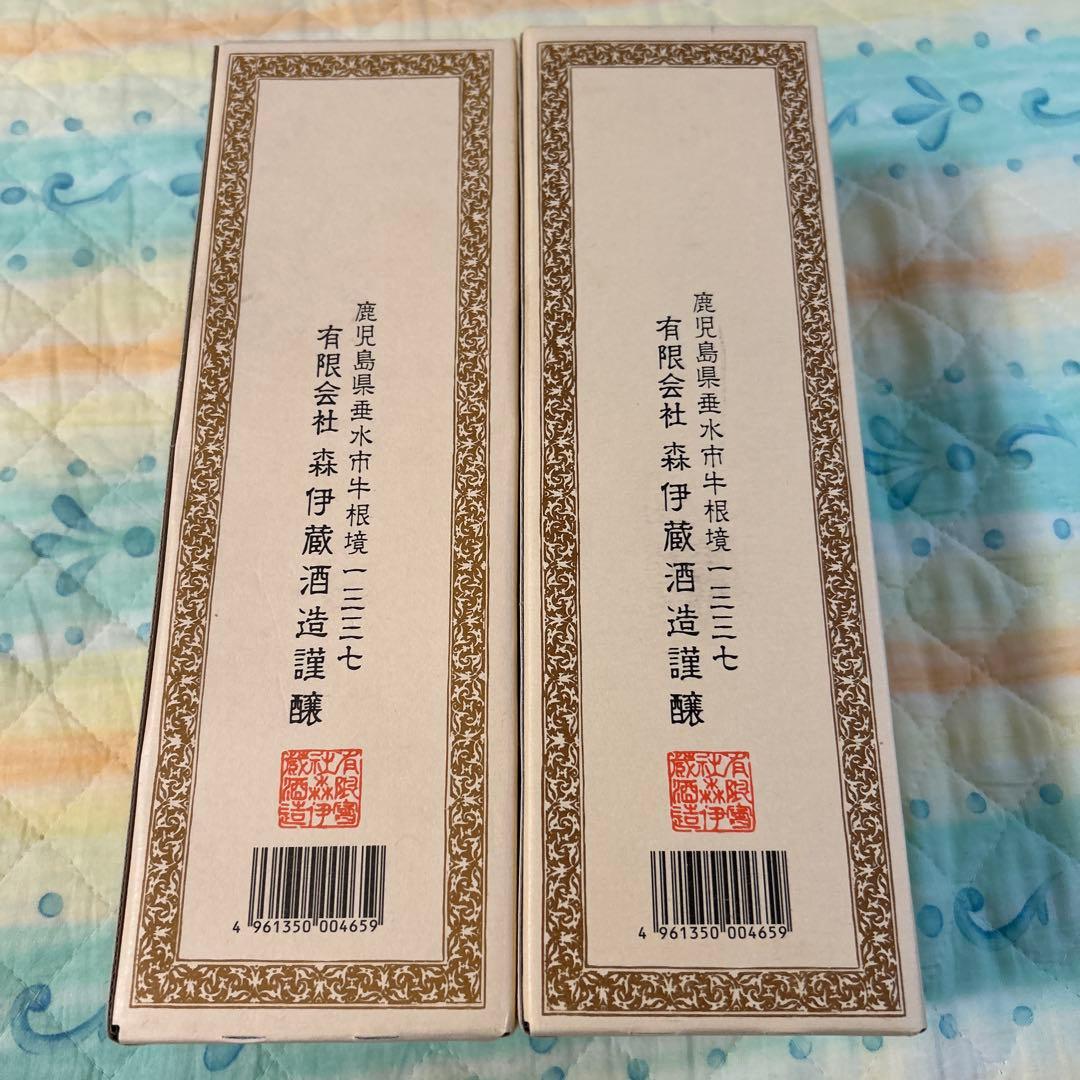 鹿児島県垂水市牛根境一三三七
有限会社 森伊蔵酒造謹醸
有限會
社森伊
蔵酒造
4 961350 004659
鹿児島県垂水市牛根境一三三七
有限会社 森伊蔵酒造謹醸
有限會
社森伊
蔵酒造
4 961350 004659